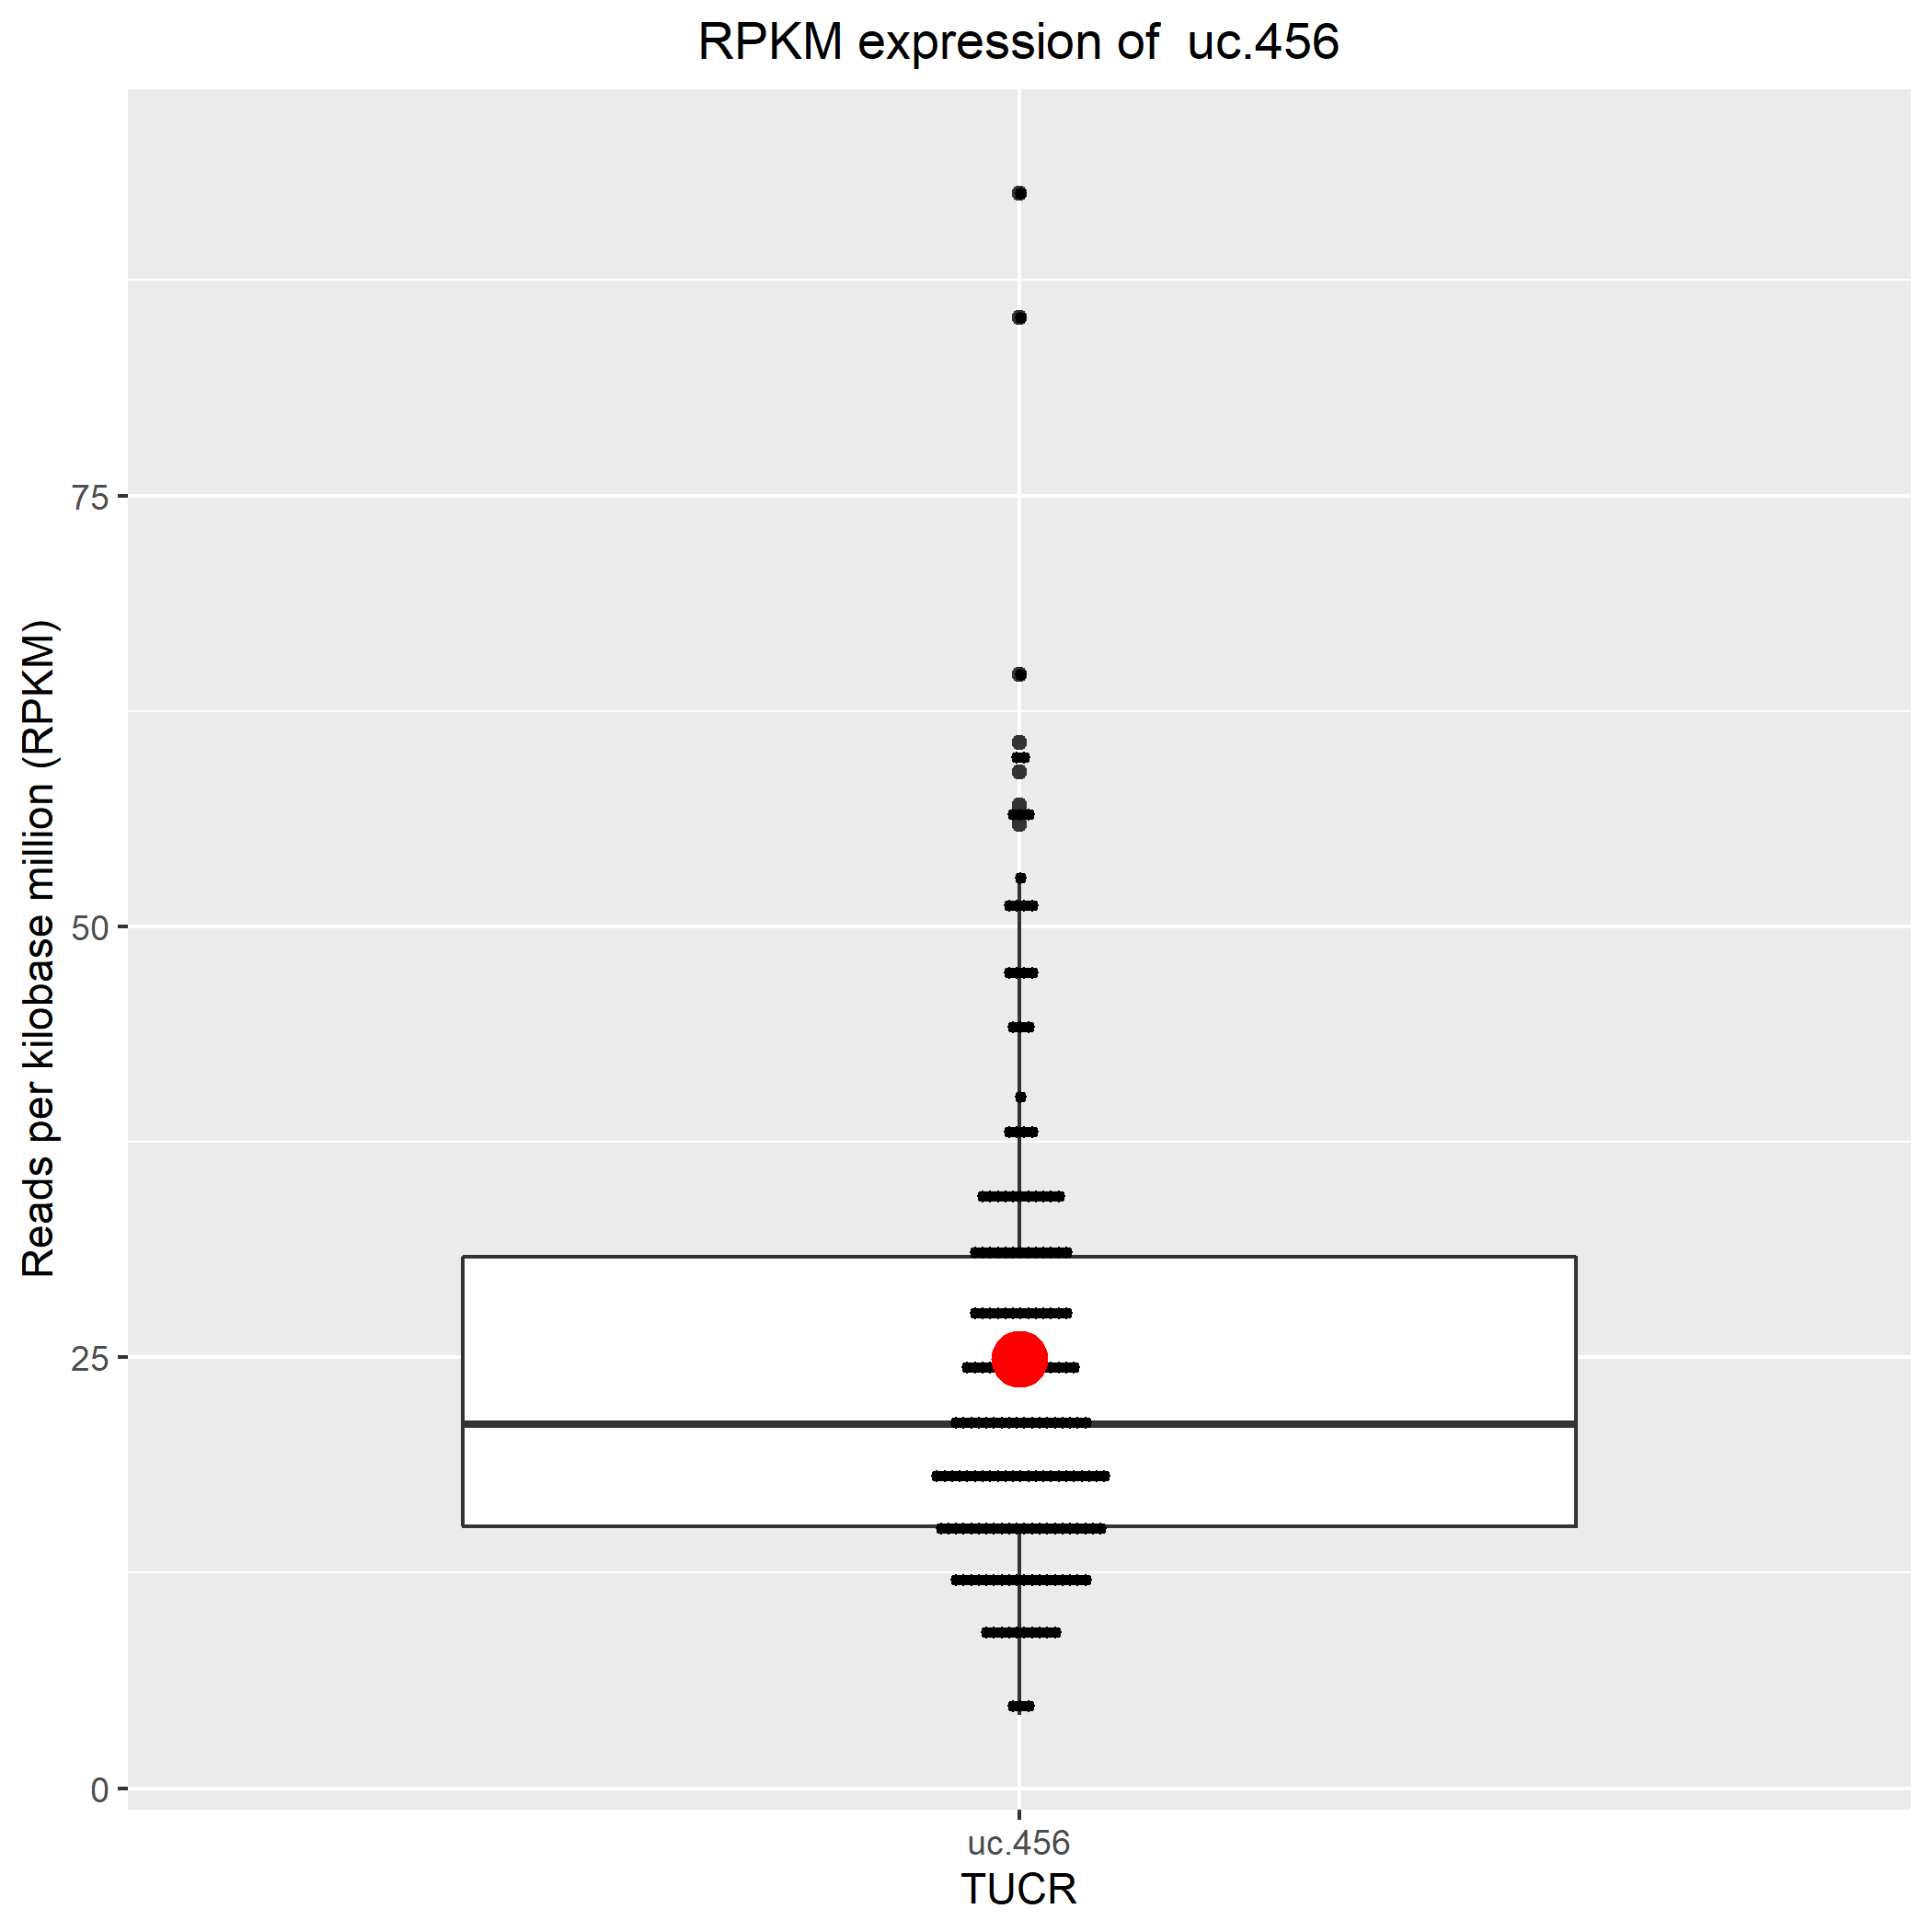 RPKM expression of  uc.456
Reads per kilobase million (RPKM)
75
50
25
0
uc.456
TUCR